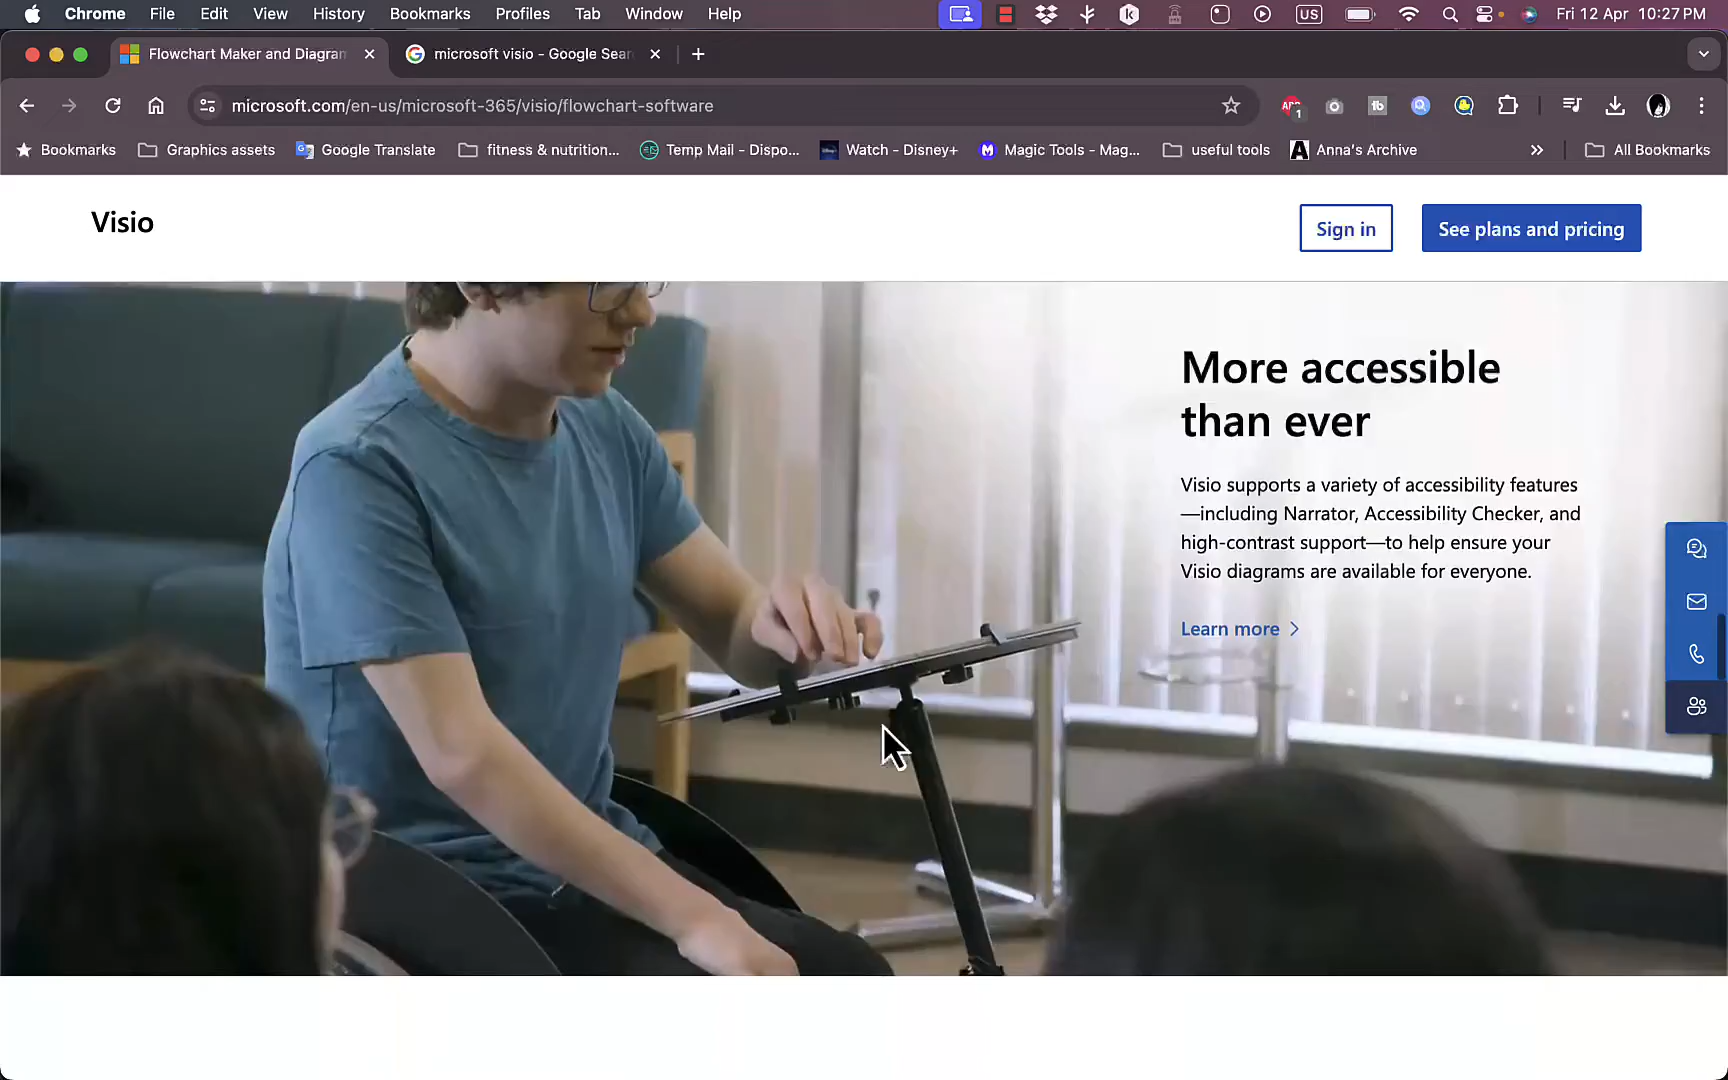 Chrome File Edit View History Bookmarks Profiles Tab Window Help US Fri 12 Apr 10:27 PM
Flowchart Maker and Diagram microsoft visio - Google Sear
microsoft.com/en-us/microsoft-365/visio/flowchart-software
ABP 1 tb
Bookmarks Graphics assets Google Translate fitness & nutrition... Temp Mail - Dispo... Watch - Disney+ Magic Tools - Mag... useful tools Anna's Archive All Bookmarks
Visio
Sign in
See plans and pricing
More accessible
than ever
Visio supports a variety of accessibility features
—including Narrator, Accessibility Checker, and
high-contrast support—to help ensure your
Visio diagrams are available for everyone.
Learn more